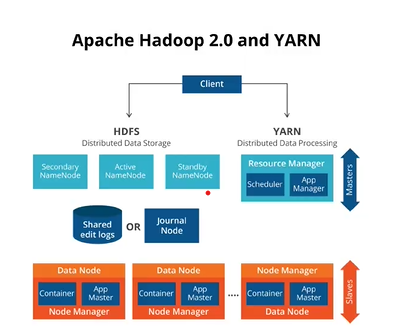 Apache Hadoop 2.0 and YARN
Client
HDFS
Distributed Data Storage
YARN
Distributed Data Processing
Secondary
NameNode
Active
NameNode
Standby
NameNode
Resource Manager
Scheduler
App
Manager
Masters
Shared
edit logs
OR
Journal
Node
Data Node
Container
App
Master
Node Manager
Data Node
Container
App
Master
Node Manager
....
Node Manager
Container
App
Master
Data Node
Slaves